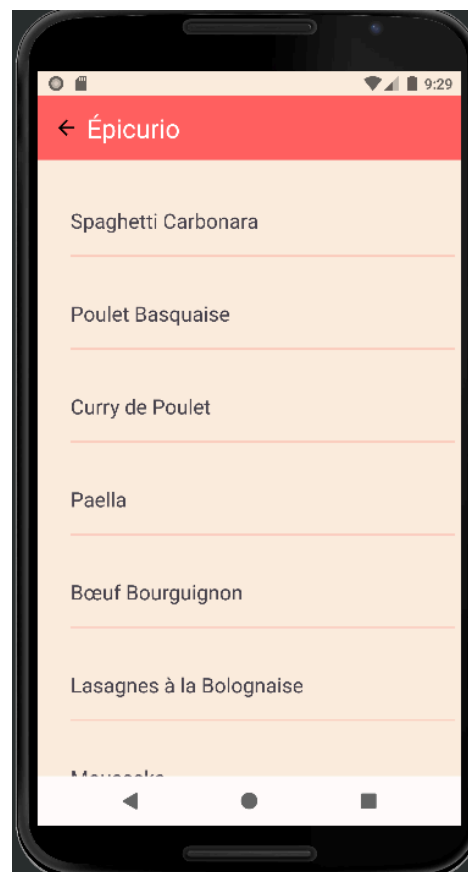 9:29
Épicurio
Spaghetti Carbonara
Poulet Basquaise
Curry de Poulet
Paella
Bœuf Bourguignon
Lasagnes à la Bolognaise